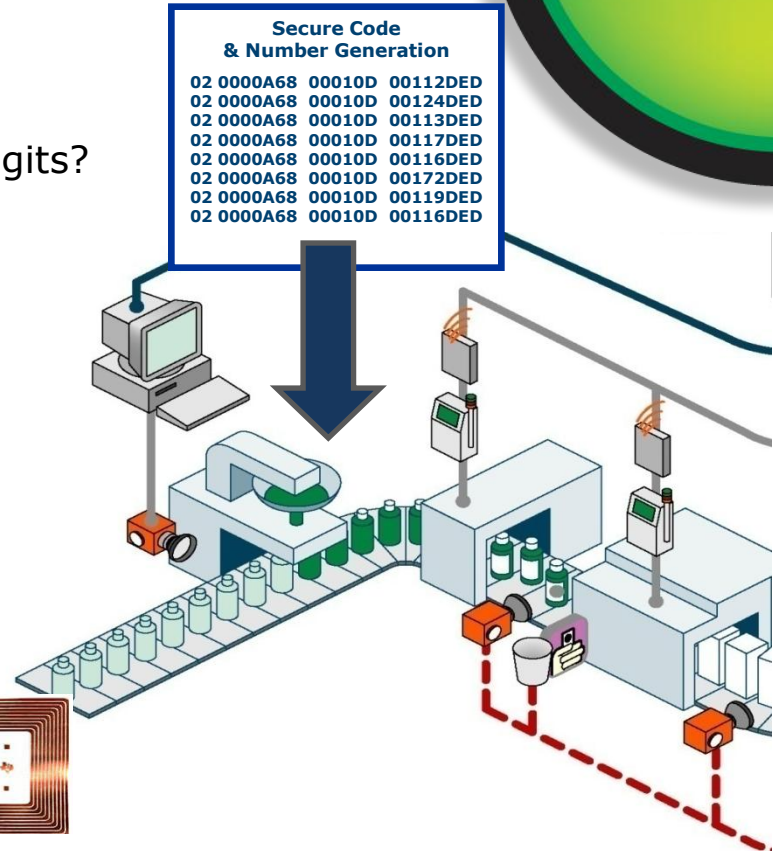 Secure Code
& Number Generation
02 0000A68 00010D 00112DED
02 0000A68 00010D 00124DED
02 0000A68 00010D 00113DED
02 0000A68 00010D 00117DED
02 0000A68 00010D 00116DED
02 0000A68 00010D 00172DED
02 0000A68 00010D 00119DED
02 0000A68 00010D 00116DED
gits?